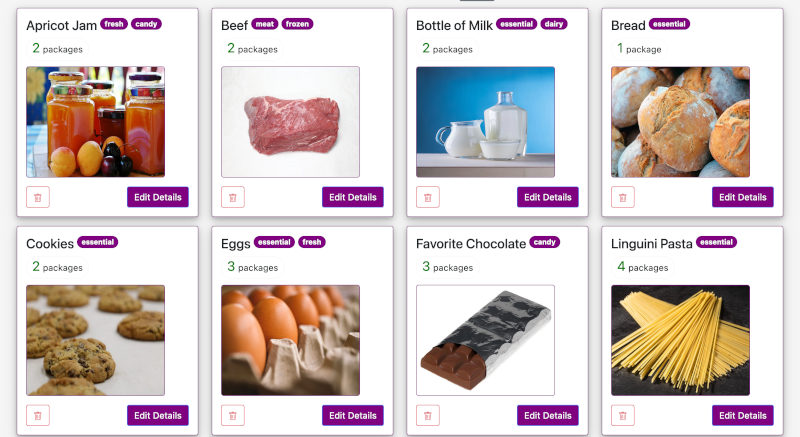 Apricot Jam fresh candy
2 packages
Edit Details
Beef meat frozen
2 packages
Edit Details
Bottle of Milk essential dairy
2 packages
Edit Details
Bread essential
1 package
Edit Details
Cookies essential
2 packages
Edit Details
Eggs essential fresh
3 packages
Edit Details
Favorite Chocolate candy
3 packages
Edit Details
Linguini Pasta essential
4 packages
Edit Details